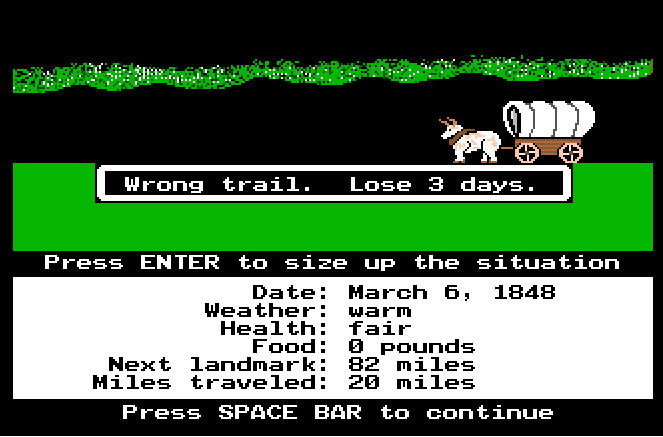 Wrong trail. Lose 3 days.
Press ENTER to size up the situation
Date: March 6, 1848
Weather: warm
Health: fair
Food: 0 pounds
Next landmark: 82 miles
Miles traveled: 20 miles
Press SPACE BAR to continue